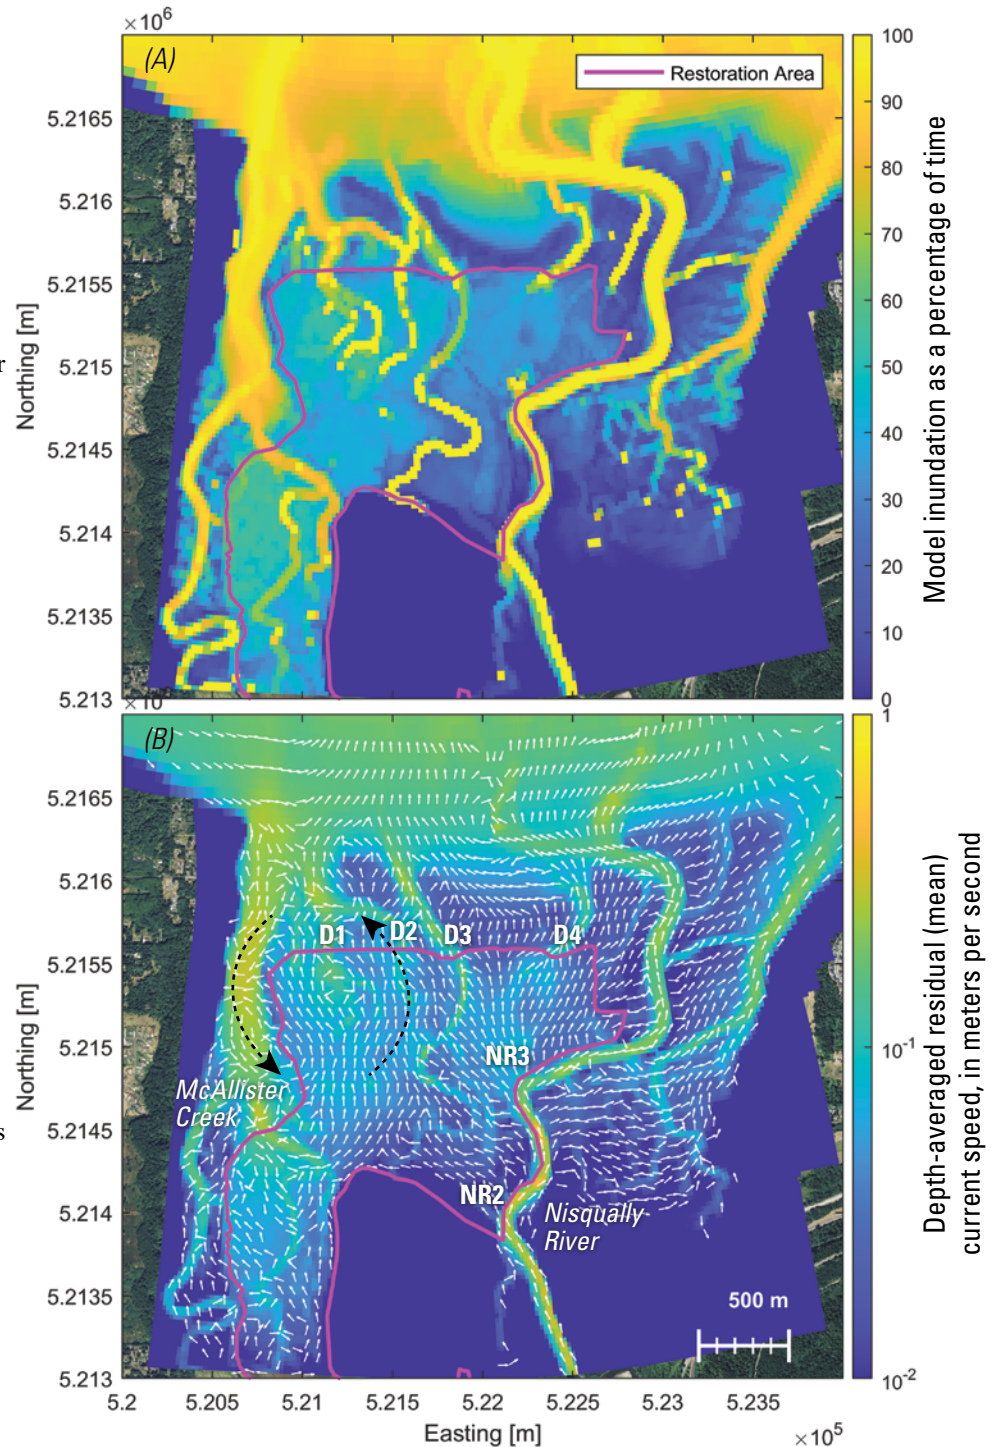 ×10⁶
(A)
Restoration Area
5.2165
5.216
5.2155
5.215
5.2145
5.214
5.2135
5.213
Northing [m]
r
100
90
80
70
60
50
40
30
20
10
0
Model inundation as a percentage of time
(B)
5.2165
5.216
5.2155
5.215
5.2145
5.214
5.2135
5.213
Northing [m]
s
D1
D2
D3
D4
NR3
McAllister
Creek
NR2
Nisqually
River
500 m
5.2
5.205
5.21
5.215
5.22
5.225
5.23
5.235
Easting [m]
×10⁵
1
10⁻¹
10⁻²
Depth-averaged residual (mean)
current speed, in meters per second